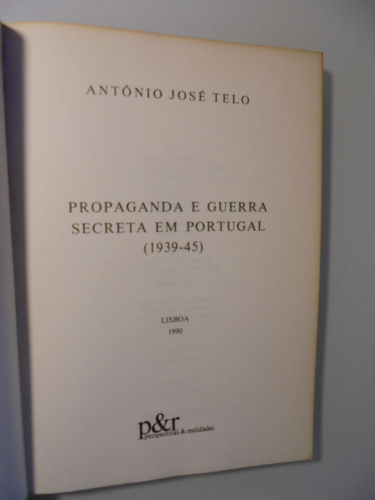 ANTÓNIO JOSÉ TELO
PROPAGANDA E GUERRA
SECRETA EM PORTUGAL
(1939-45)
LISBOA
1990
p&r
perspectivas & realidades